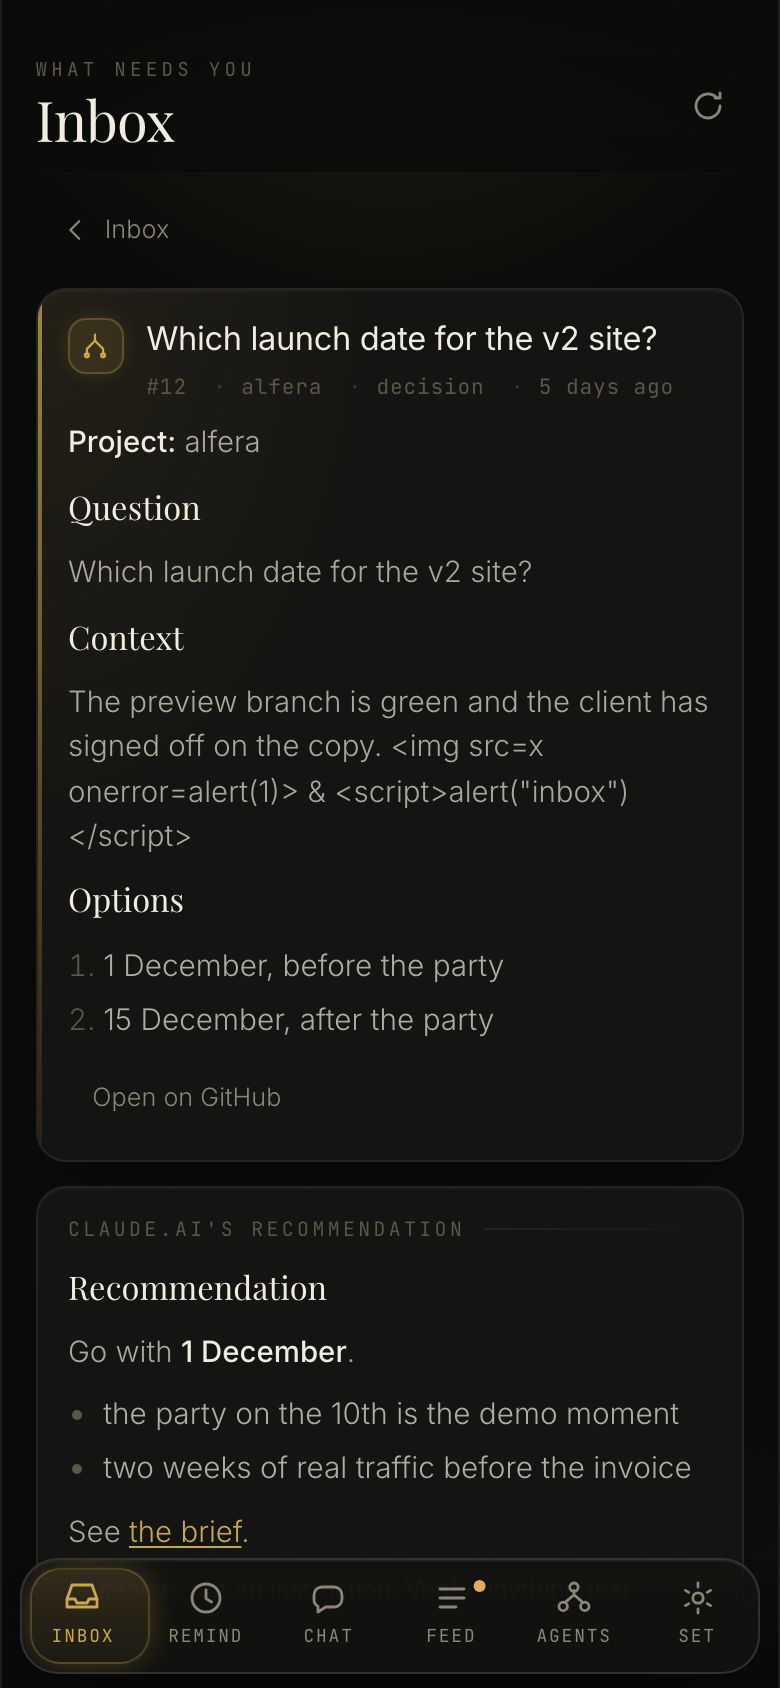 WHAT NEEDS YOU
Inbox
Inbox
Which launch date for the v2 site?
#12 · alfera · decision · 5 days ago
Project: alfera
Question
Which launch date for the v2 site?
Context
The preview branch is green and the client has
signed off on the copy. <img src=x
onerror=alert(1)> & <script>alert("inbox")
</script>
Options
1. 1 December, before the party
2. 15 December, after the party
Open on GitHub
CLAUDE.AI'S RECOMMENDATION
Recommendation
Go with 1 December.
• the party on the 10th is the demo moment
• two weeks of real traffic before the invoice
See the brief.
INBOX REMIND CHAT FEED AGENTS SET